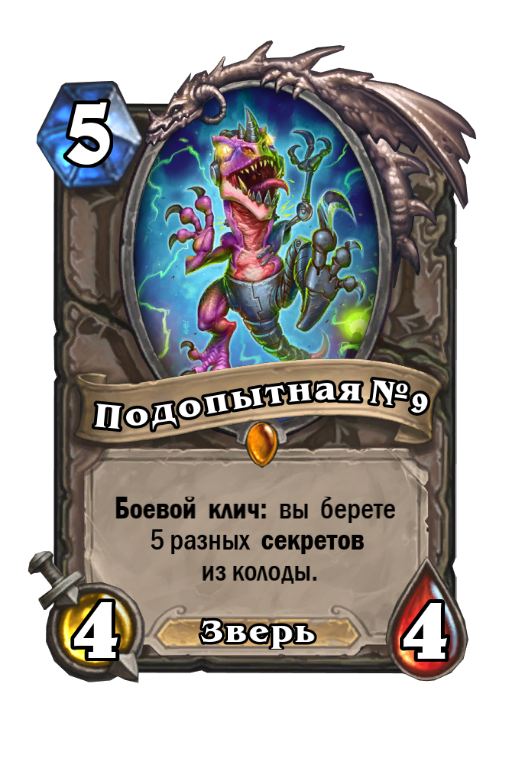 5
Подопытная №9
Боевой клич: вы берете
5 разных секретов
из колоды.
4
Зверь
4